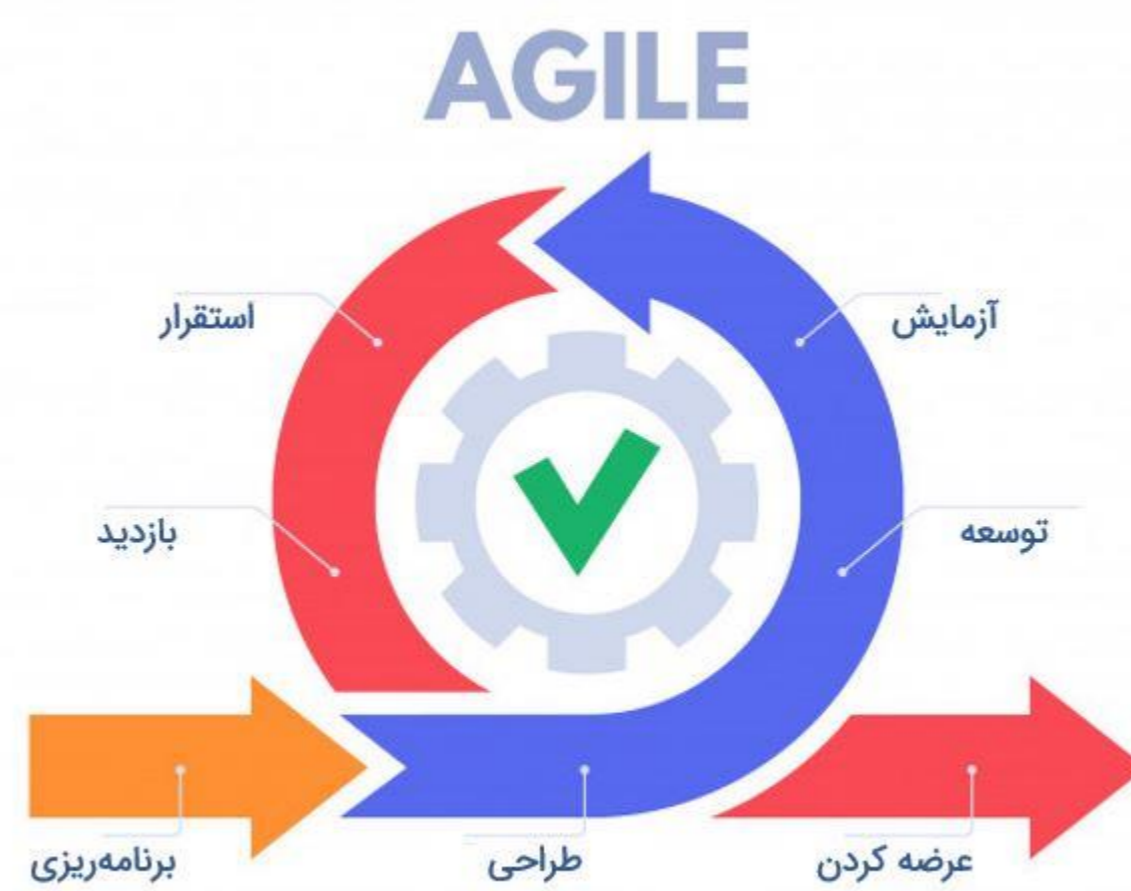 AGILE
استقرار
آزمایش
بازدید
توسعه
برنامه‌ریزی
طراحی
عرضه کردن